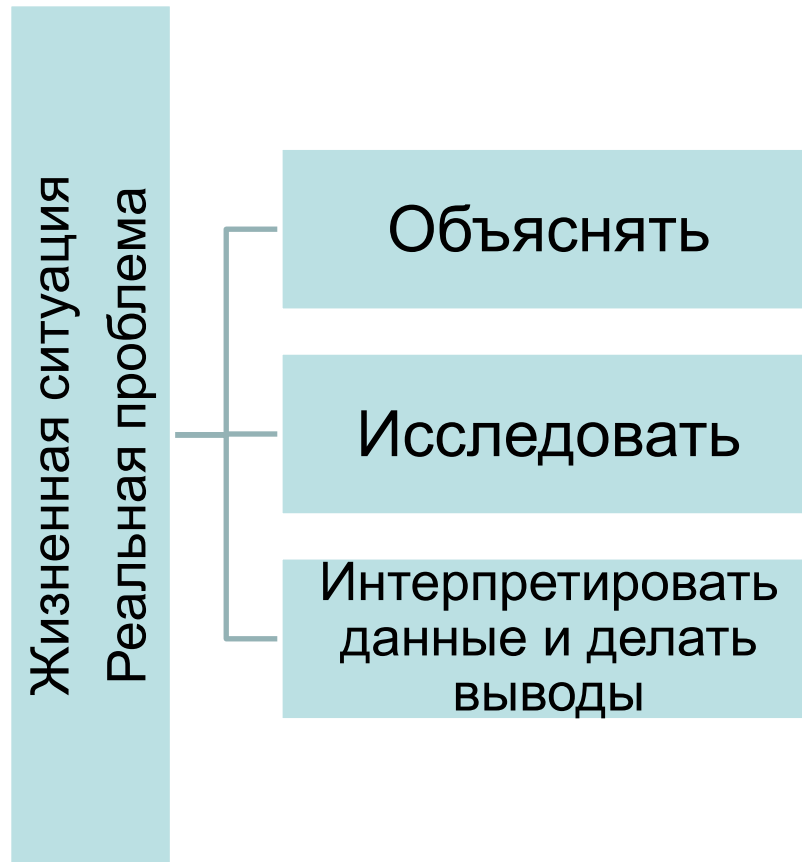 Жизненная ситуация
Реальная проблема
Объяснять
Исследовать
Интерпретировать
данные и делать
выводы